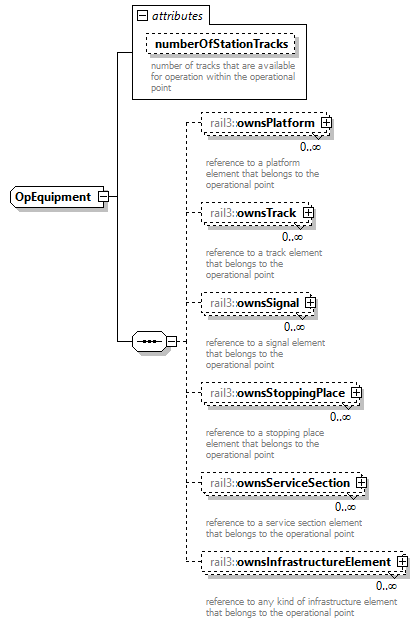 attributes
numberOfStationTracks
number of tracks that are available
for operation within the operational
point
OpEquipment
rail3::ownsPlatform
0..∞
reference to a platform
element that belongs to the
operational point
rail3::ownsTrack
0..∞
reference to a track element
that belongs to the
operational point
rail3::ownsSignal
0..∞
reference to a signal element
that belongs to the
operational point
rail3::ownsStoppingPlace
0..∞
reference to a stopping place
element that belongs to the
operational point
rail3::ownsServiceSection
0..∞
reference to a service section element
that belongs to the operational point
rail3::ownsInfrastructureElement
0..∞
reference to any kind of infrastructure element
that belongs to the operational point